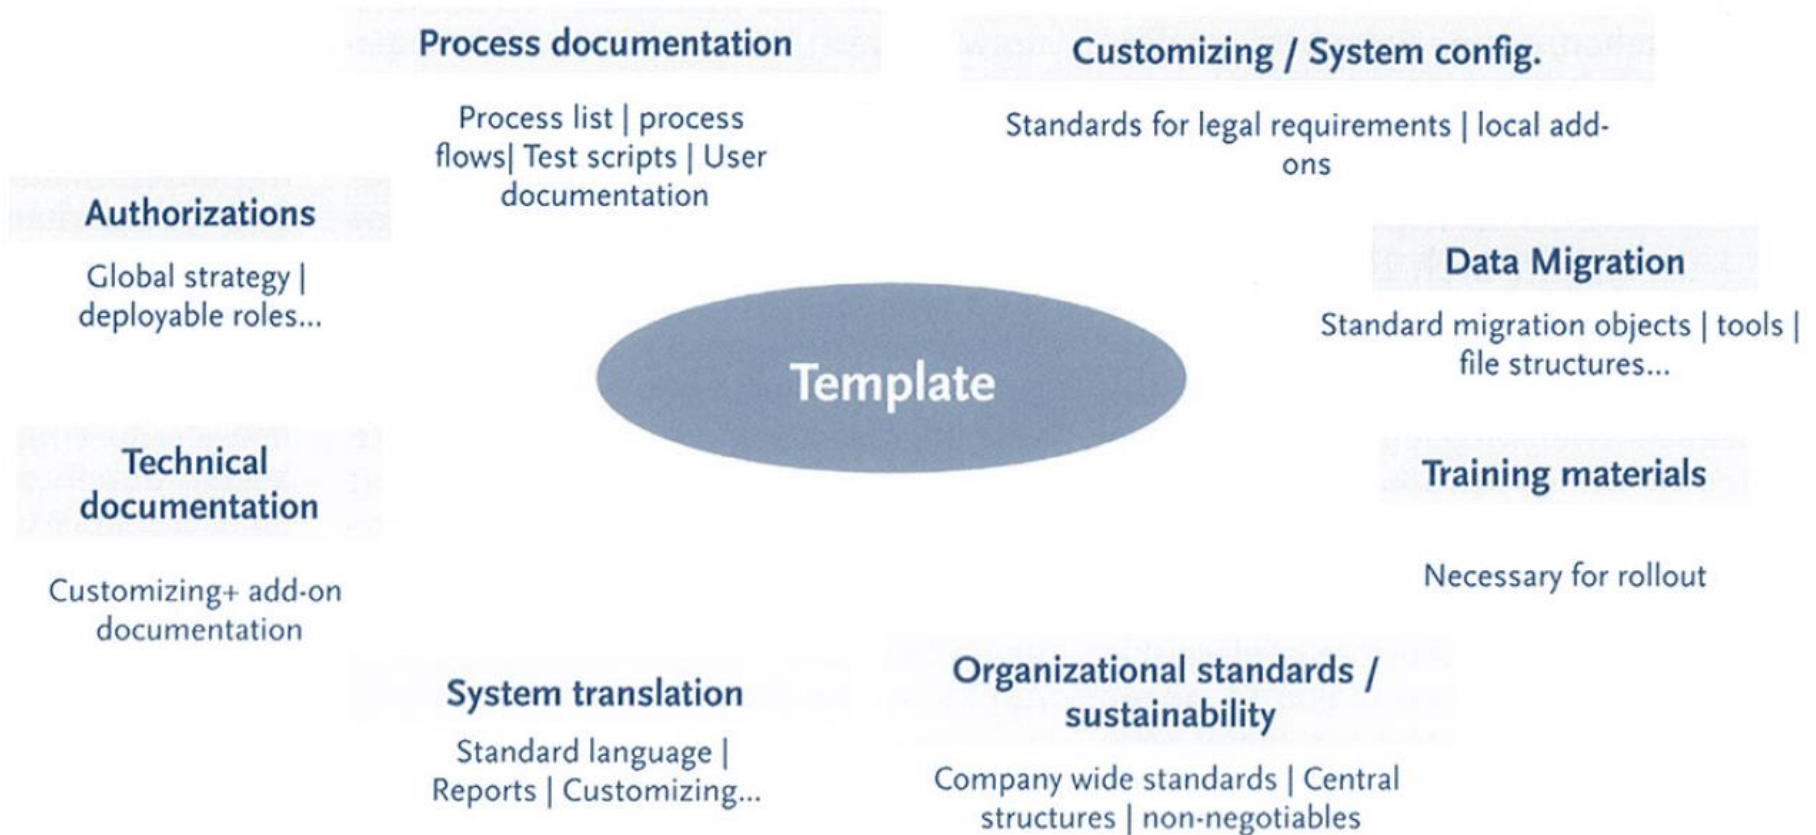 Process documentation
Process list | process
flows| Test scripts | User
documentation
Customizing / System config.
Standards for legal requirements | local add-
ons
Authorizations
Global strategy |
deployable roles...
Data Migration
Standard migration objects | tools |
file structures...
Template
Technical
documentation
Customizing+ add-on
documentation
Training materials
Necessary for rollout
System translation
Standard language |
Reports | Customizing...
Organizational standards /
sustainability
Company wide standards | Central
structures | non-negotiables